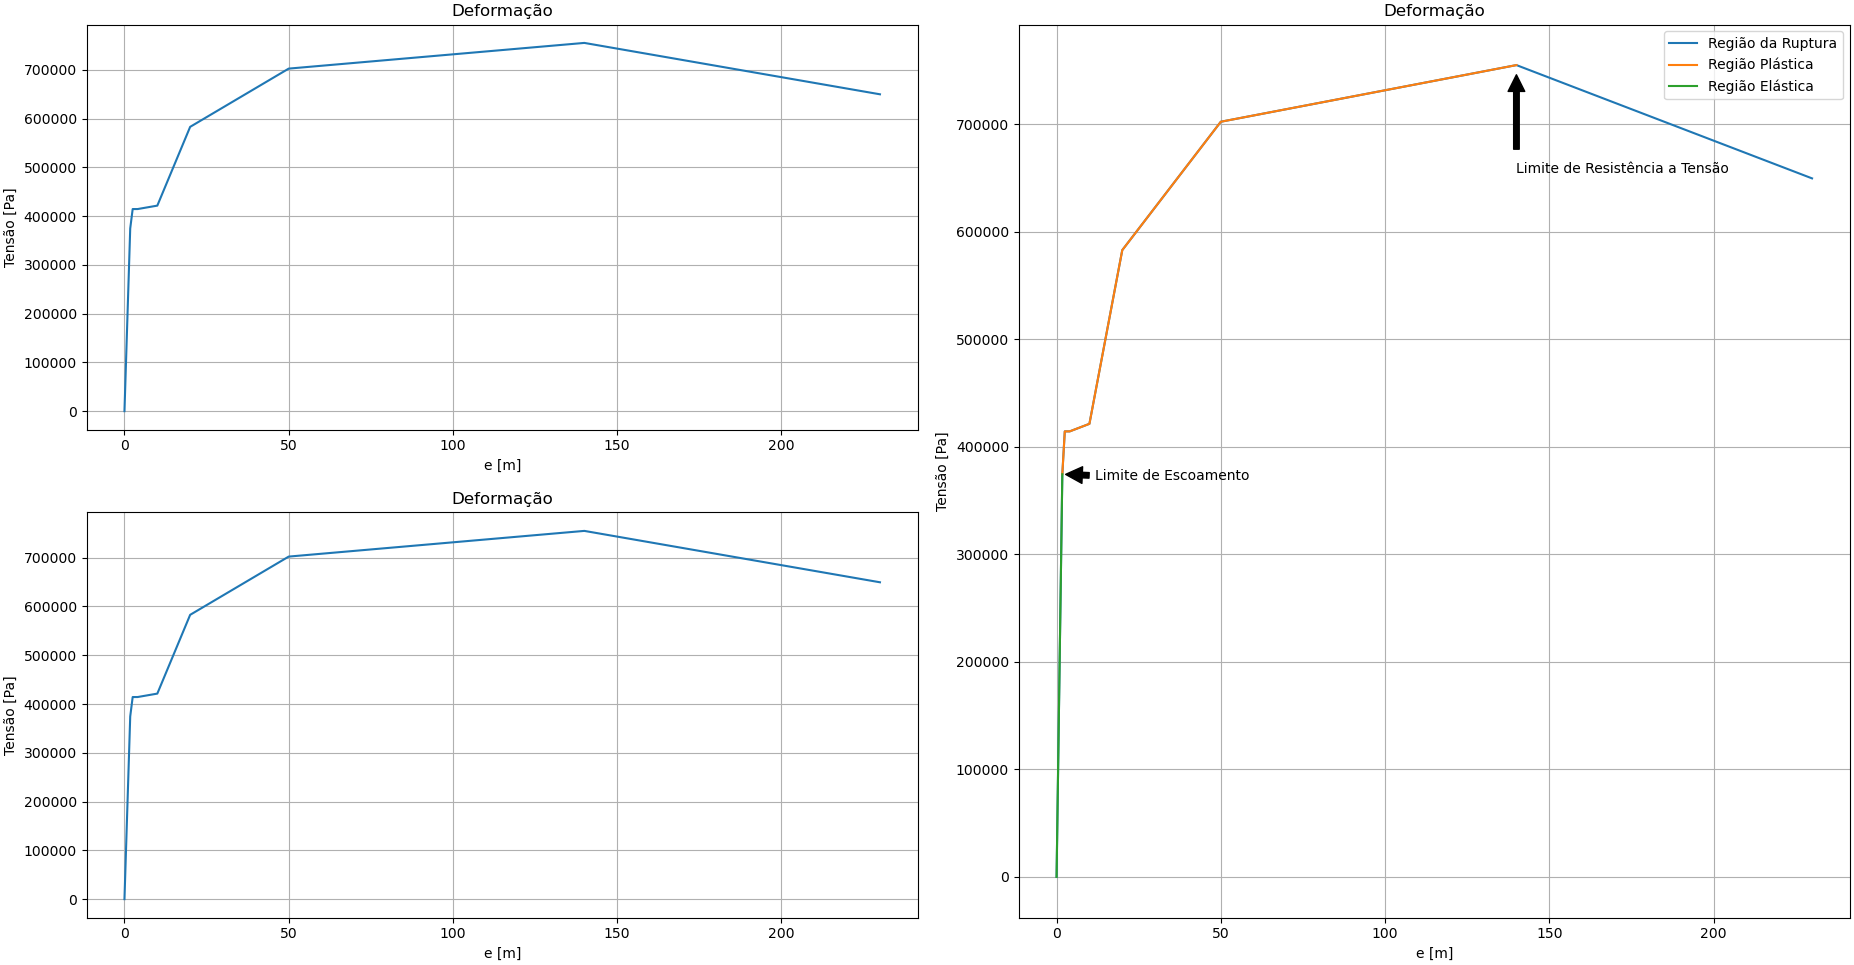 Deformação
Tensão [Pa]
700000
600000
500000
400000
300000
200000
100000
0
0 50 100 150 200
e [m]
Deformação
Tensão [Pa]
700000
600000
500000
400000
300000
200000
100000
0
0 50 100 150 200
e [m]
Deformação
Região da Ruptura
Região Plástica
Região Elástica
Limite de Resistência a Tensão
Limite de Escoamento
Tensão [Pa]
700000
600000
500000
400000
300000
200000
100000
0
0 50 100 150 200
e [m]